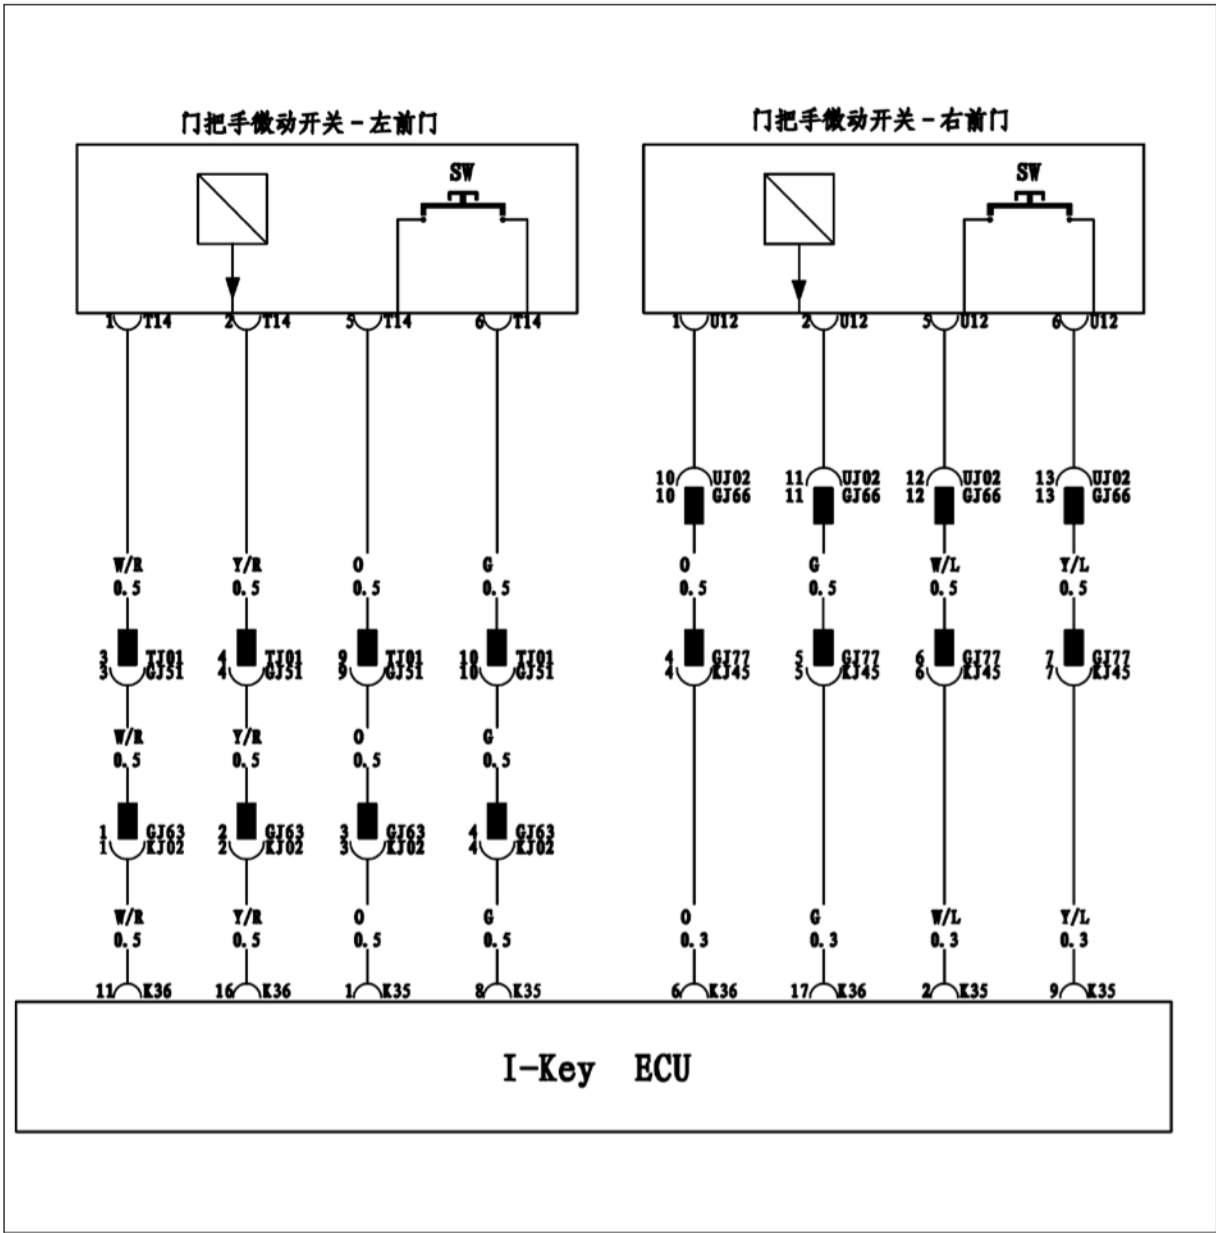 门把手微动开关-左前门 门把手微动开关-右前门
SW SW
1 T14 2 T14 5 T14 6 T14 1 U12 2 U12 5 U12 6 U12
10 UJ02 11 UJ02 12 UJ02 13 UJ02
10 GJ66 11 GJ66 12 GJ66 13 GJ66
W/R Y/R O G O G W/L Y/L
0.5 0.5 0.5 0.5 0.5 0.5 0.5 0.5
3 TJ01 4 TJ01 9 TJ01 10 TJ01 4 GJ77 5 GJ77 6 GJ77 7 GJ77
3 GJ51 4 GJ51 9 GJ51 10 GJ51 4 KJ45 5 KJ45 6 KJ45 7 KJ45
W/R Y/R O G
0.5 0.5 0.5 0.5
1 GJ63 2 GJ63 3 GJ63 4 GJ63
1 KJ02 2 KJ02 3 KJ02 4 KJ02
W/R Y/R O G O G W/L Y/L
0.5 0.5 0.5 0.5 0.3 0.3 0.3 0.3
11 K36 16 K36 1 K35 8 K35 6 K36 17 K36 2 K35 9 K35
I-Key ECU